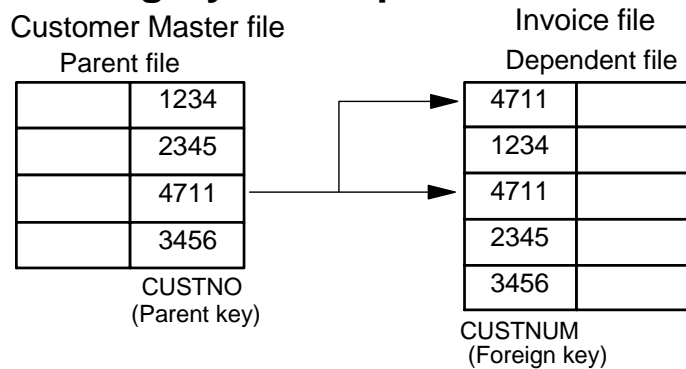 Customer Master file
Parent file
1234
2345
4711
3456
CUSTNO
(Parent key)
Invoice file
Dependent file
4711
1234
4711
2345
3456
CUSTNUM
(Foreign key)